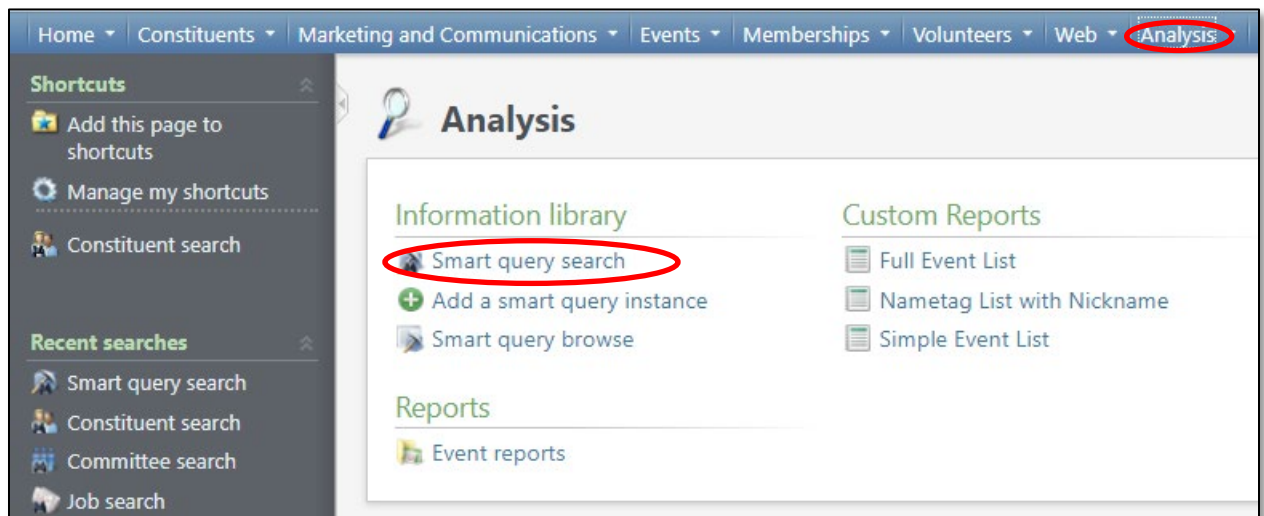 Home Constituents Marketing and Communications Events Memberships Volunteers Web Analysis
Shortcuts
Add this page to
shortcuts
Manage my shortcuts
Constituent search
Recent searches
Smart query search
Constituent search
Committee search
Job search
Analysis
Information library
Smart query search
Add a smart query instance
Smart query browse
Reports
Event reports
Custom Reports
Full Event List
Nametag List with Nickname
Simple Event List